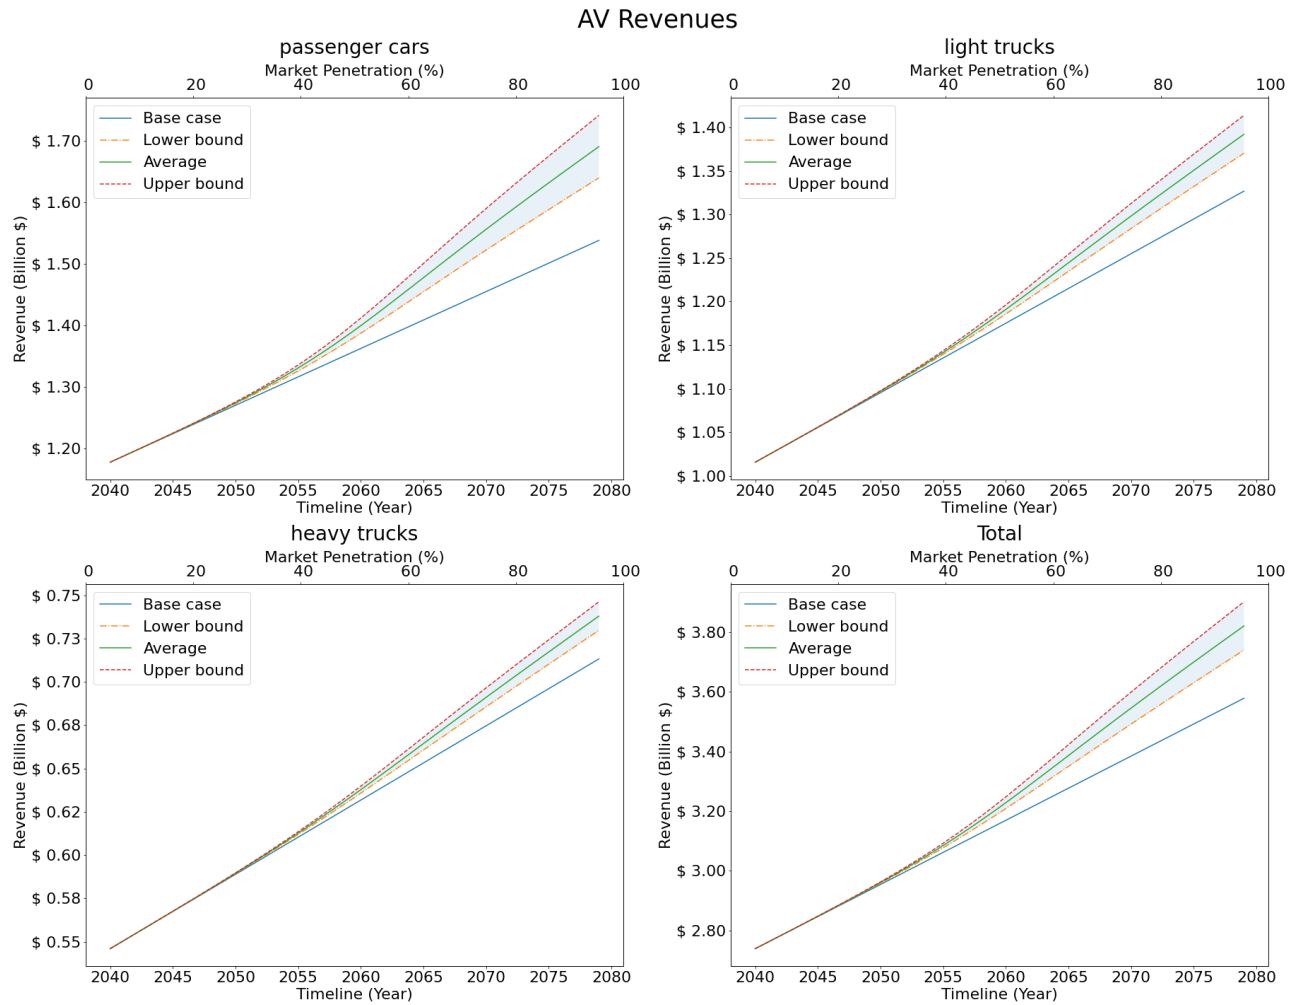 AV Revenues
passenger cars
Market Penetration (%)
0 20 40 60 80 100
Base case
Lower bound
Average
Upper bound
$ 1.70
$ 1.60
$ 1.50
$ 1.40
$ 1.30
$ 1.20
Revenue (Billion $)
2040 2045 2050 2055 2060 2065 2070 2075 2080
Timeline (Year)
light trucks
Market Penetration (%)
0 20 40 60 80 100
Base case
Lower bound
Average
Upper bound
$ 1.40
$ 1.35
$ 1.30
$ 1.25
$ 1.20
$ 1.15
$ 1.10
$ 1.05
$ 1.00
Revenue (Billion $)
2040 2045 2050 2055 2060 2065 2070 2075 2080
Timeline (Year)
heavy trucks
Market Penetration (%)
0 20 40 60 80 100
Base case
Lower bound
Average
Upper bound
$ 0.75
$ 0.73
$ 0.70
$ 0.68
$ 0.65
$ 0.62
$ 0.60
$ 0.58
$ 0.55
Revenue (Billion $)
2040 2045 2050 2055 2060 2065 2070 2075 2080
Timeline (Year)
Total
Market Penetration (%)
0 20 40 60 80 100
Base case
Lower bound
Average
Upper bound
$ 3.80
$ 3.60
$ 3.40
$ 3.20
$ 3.00
$ 2.80
Revenue (Billion $)
2040 2045 2050 2055 2060 2065 2070 2075 2080
Timeline (Year)